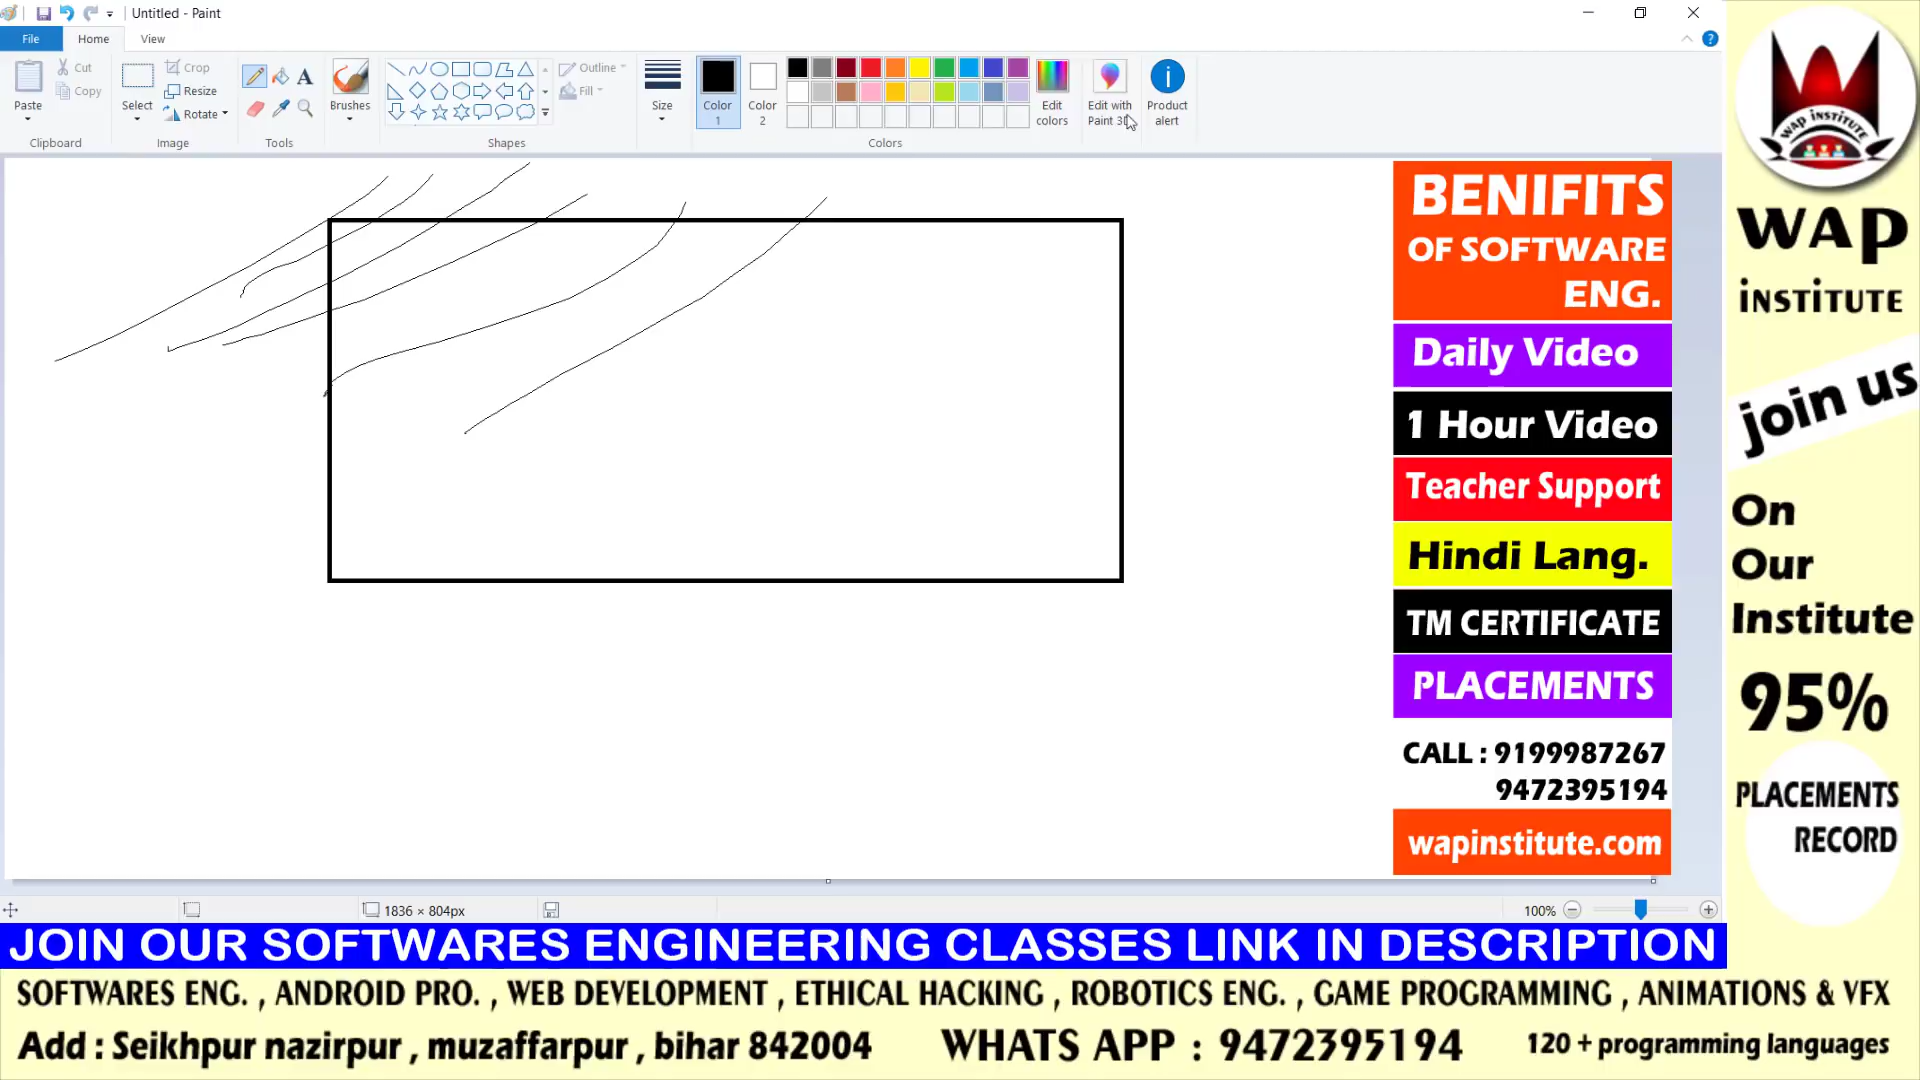 Untitled - Paint
File
Home
View
Paste
Cut
Copy
Clipboard
Select
Crop
Resize
Rotate
Image
Tools
Brushes
Shapes
Outline
Fill
Size
Color
1
Color
2
Colors
Edit
colors
Edit with
Paint 3D
Product
alert
BENIFITS
OF SOFTWARE
ENG.
Daily Video
1 Hour Video
Teacher Support
Hindi Lang.
TM CERTIFICATE
PLACEMENTS
CALL : 9199987267
9472395194
wapinstitute.com
WAP INSTITUTE
WAP
INSTITUTE
join us
On
Our
Institute
95%
PLACEMENTS
RECORD
1836 × 804px
100%
JOIN OUR SOFTWARES ENGINEERING CLASSES LINK IN DESCRIPTION
SOFTWARES ENG. , ANDROID PRO. , WEB DEVELOPMENT , ETHICAL HACKING , ROBOTICS ENG. , GAME PROGRAMMING , ANIMATIONS & VFX
Add : Seikhpur nazirpur , muzaffarpur , bihar 842004
WHATS APP : 9472395194
120 + programming languages